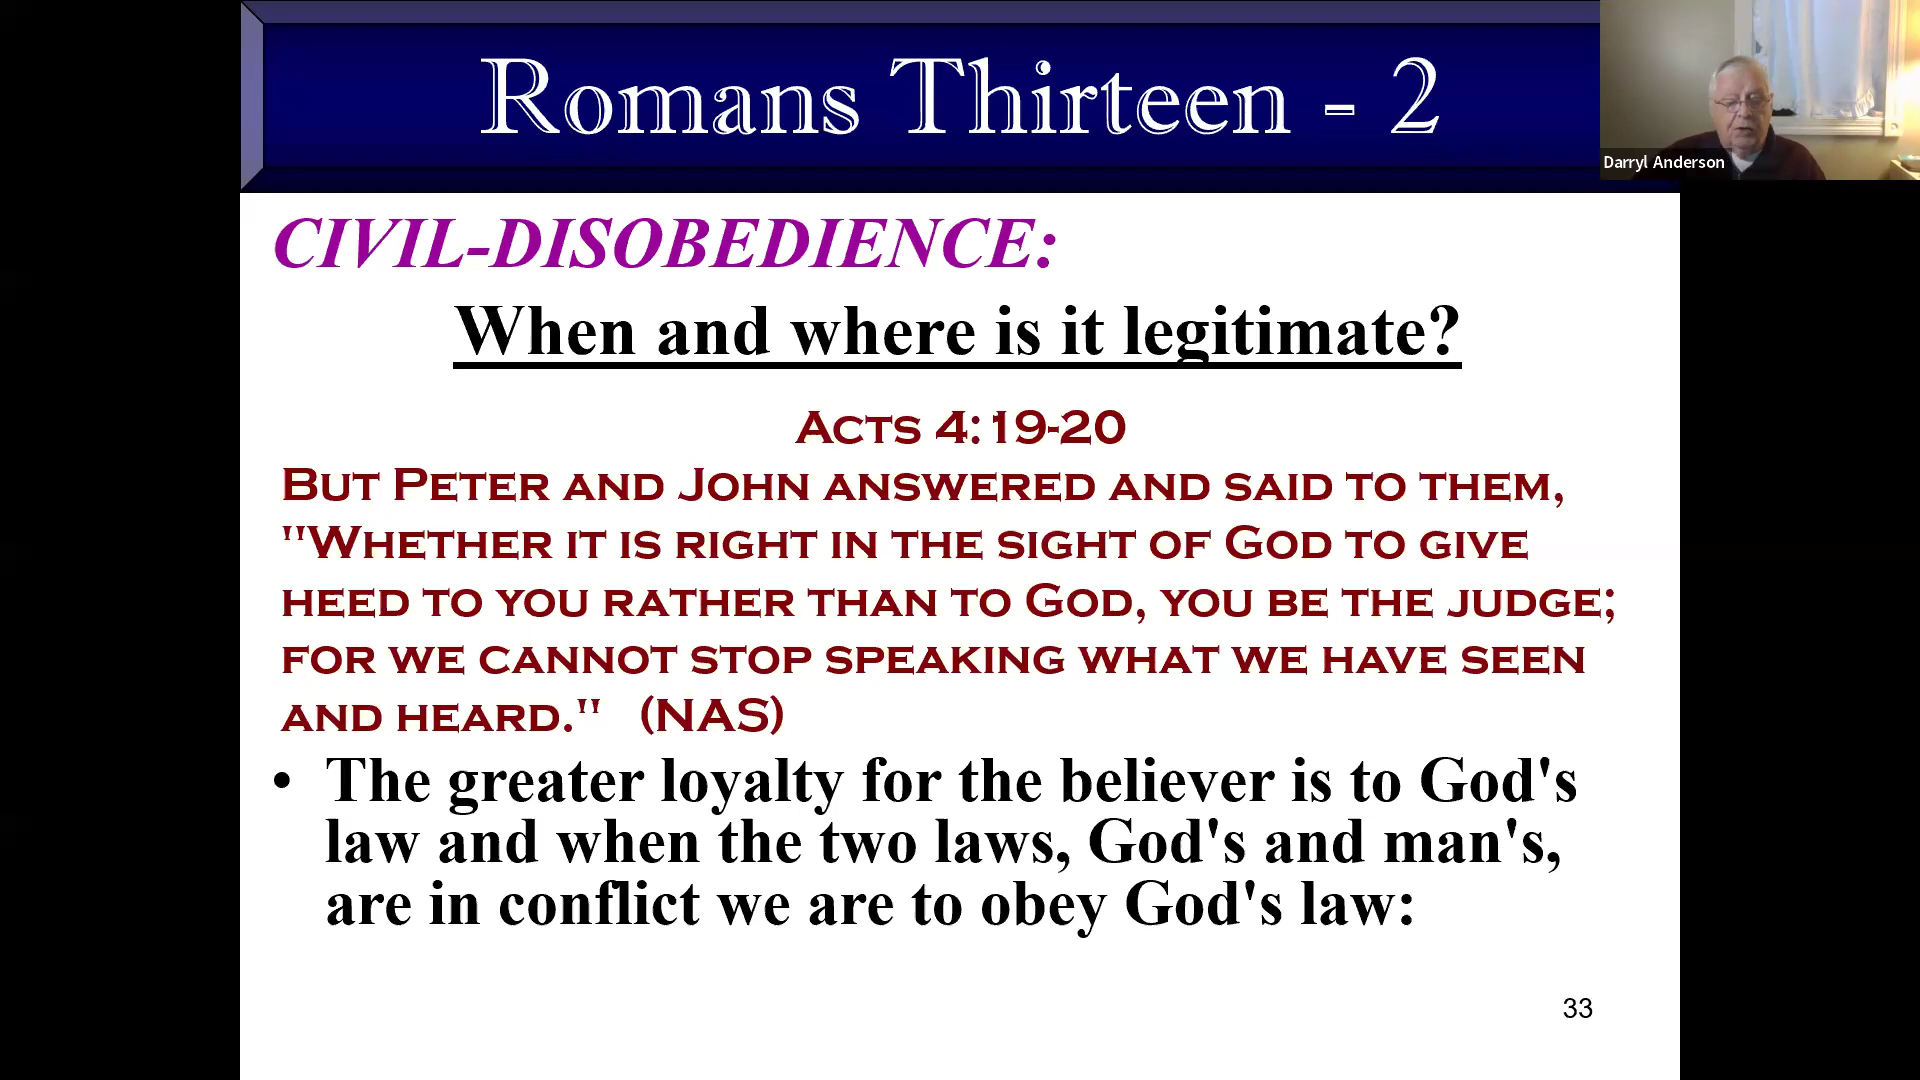 Romans Thirteen - 2
Darryl Anderson
CIVIL-DISOBEDIENCE:
When and where is it legitimate?
Acts 4:19-20
But Peter and John answered and said to them,
"Whether it is right in the sight of God to give
heed to you rather than to God, you be the judge;
for we cannot stop speaking what we have seen
and heard." (NAS)
• The greater loyalty for the believer is to God's
law and when the two laws, God's and man's,
are in conflict we are to obey God's law:
33